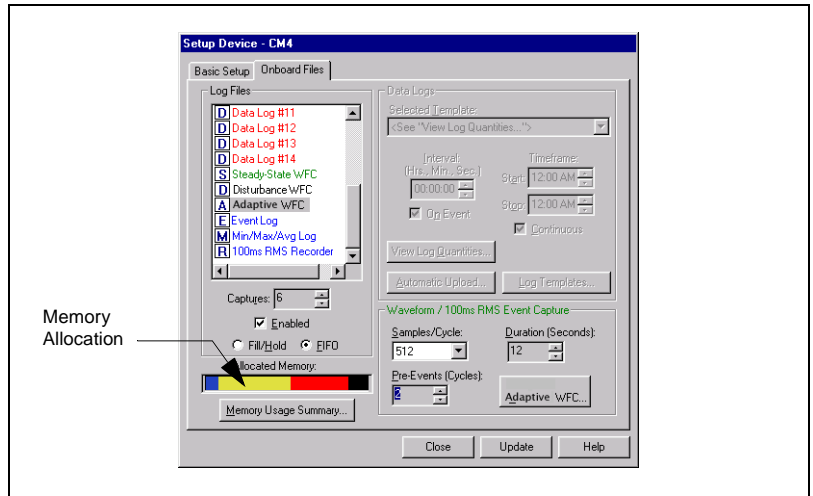 Setup Device - CM4
Basic Setup
Onboard Files
Log Files
D Data Log #11
D Data Log #12
D Data Log #13
D Data Log #14
S Steady-State WFC
D Disturbance WFC
A Adaptive WFC
E Event Log
M Min/Max/Avg Log
R 100ms RMS Recorder
Captures: 6
Enabled
Fill/Hold FIFO
Allocated Memory:
Memory Usage Summary...
Memory
Allocation
Data Logs
Selected Template:
<See "View Log Quantities...">
Interval:
(Hrs., Min., Sec.)
00:00:00
On Event
Timeframe:
Start: 12:00 AM
Stop: 12:00 AM
Continuous
View Log Quantities...
Automatic Upload...
Log Templates...
Waveform / 100ms RMS Event Capture
Samples/Cycle:
512
Duration (Seconds):
12
Pre-Events (Cycles):
2
Adaptive WFC...
Close
Update
Help